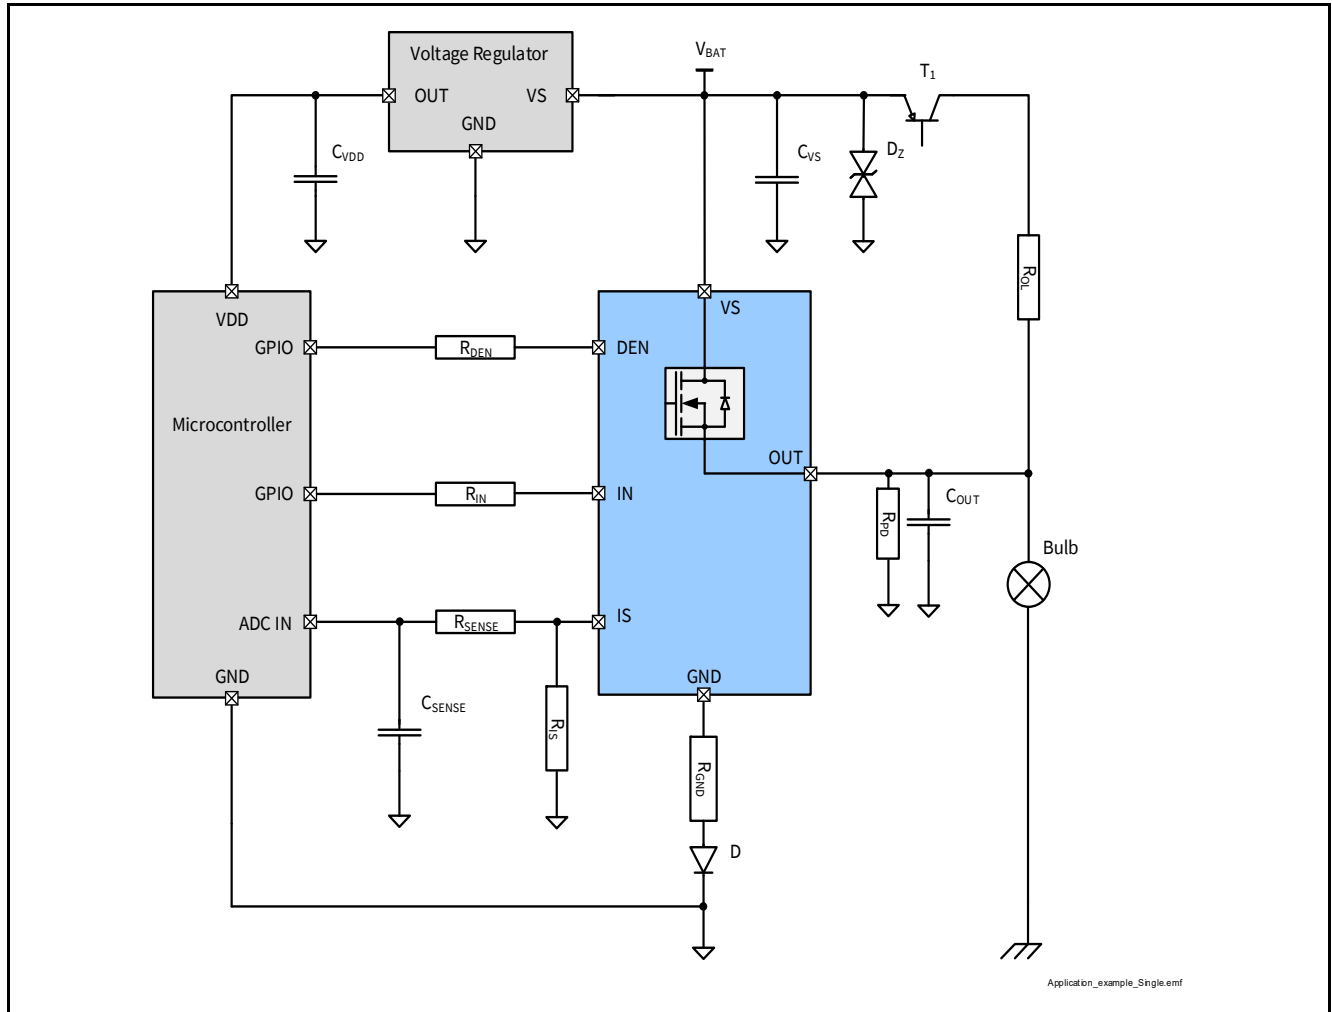 Voltage Regulator
OUT
VS
GND
VBAT
T1
CVDD
CVS
DZ
ROL
VDD
VS
GPIO
RDEN
DEN
Microcontroller
OUT
GPIO
RIN
IN
RPD
COUT
Bulb
ADC IN
RSENSE
IS
GND
GND
CSENSE
RIS
RGND
D
Application_example_Single.emf